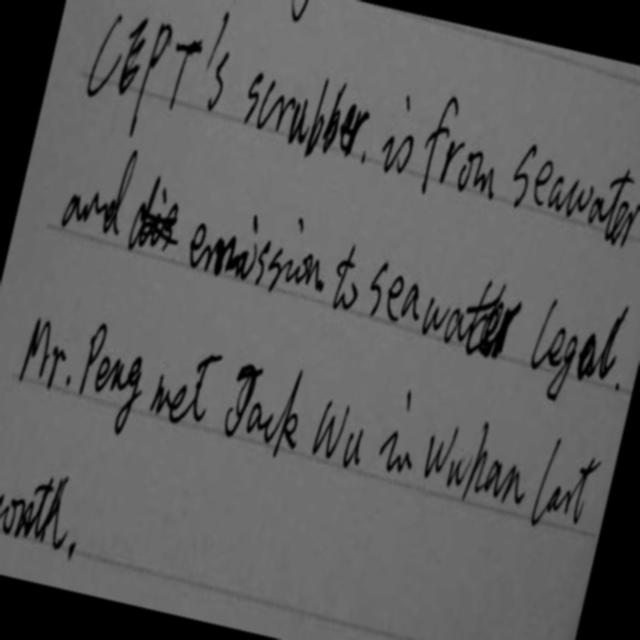 CEPT's scrubber is from seawater
and emission to seawater legal.
Mr. Peng met Jack Wu in Wuhan last
month,